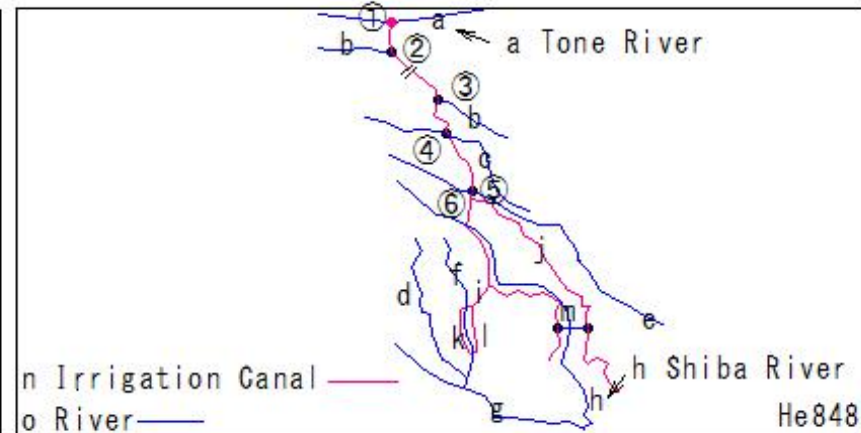 ① a
a Tone River
b ②
③
b
④ c
⑤
⑥
j
f
d i
m e
k l
h Shiba River
n Irrigation Canal
h
g
o River He848